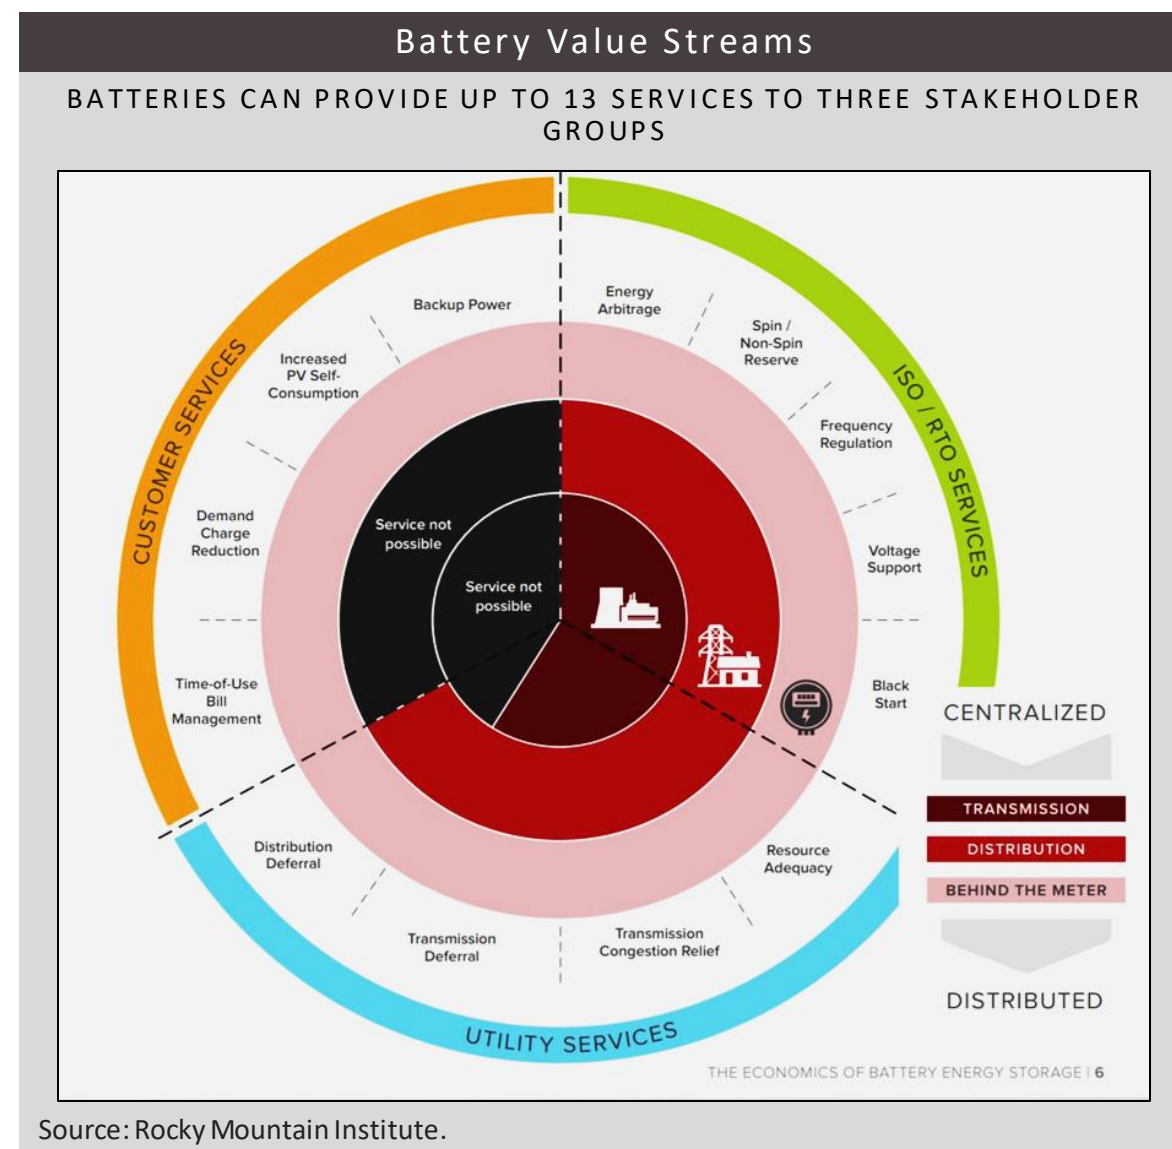 Battery Value Streams
BATTERIES CAN PROVIDE UP TO 13 SERVICES TO THREE STAKEHOLDER
GROUPS
CUSTOMER SERVICES
ISO / RTO SERVICES
UTILITY SERVICES
Backup Power
Increased
PV Self-
Consumption
Demand
Charge
Reduction
Time-of-Use
Bill
Management
Energy
Arbitrage
Spin /
Non-Spin
Reserve
Frequency
Regulation
Voltage
Support
Black
Start
Service not
possible
Service not
possible
Distribution
Deferral
Transmission
Deferral
Transmission
Congestion Relief
Resource
Adequacy
CENTRALIZED
TRANSMISSION
DISTRIBUTION
BEHIND THE METER
DISTRIBUTED
THE ECONOMICS OF BATTERY ENERGY STORAGE | 6
Source: Rocky Mountain Institute.